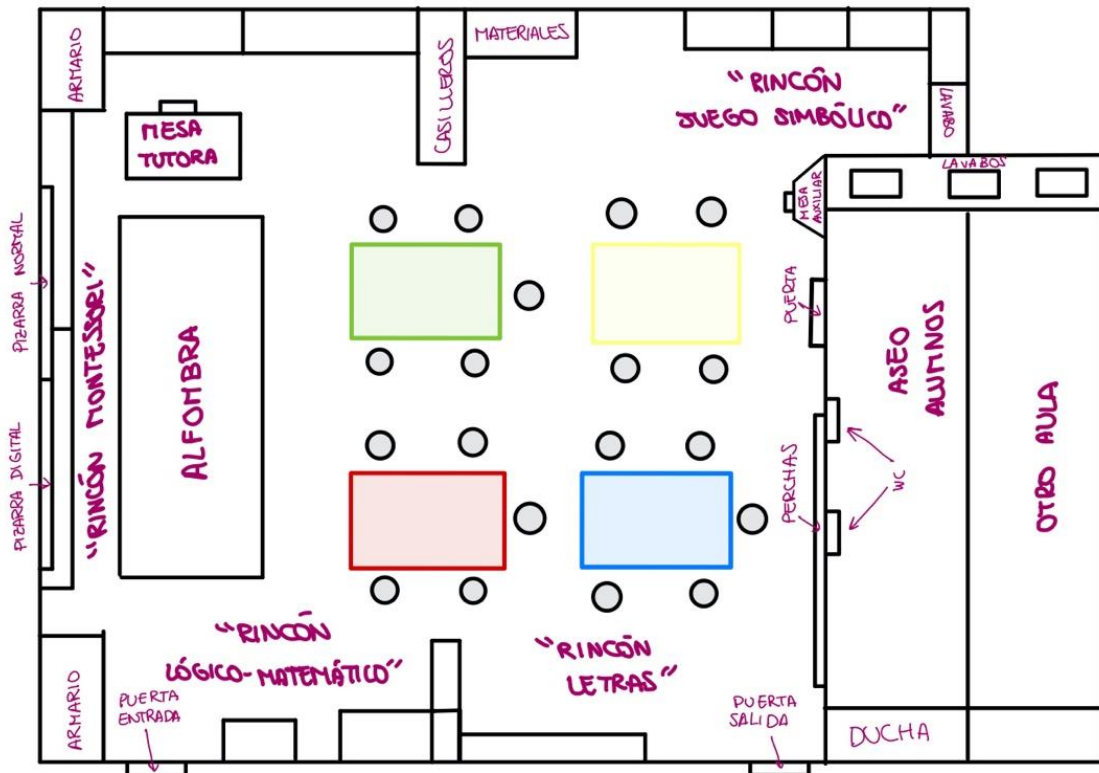 ARMARIO
CASILLEROS
MATERIALES
"RINCÓN
JUEGO SIMBÓLICO"
LAVABO
LAVABOS
MESA
TUTORA
MESA
AUXILIAR
PIZARRA NORMAL
PIZARRA DIGITAL
"RINCÓN MONTESSORI"
ALFOMBRA
PUERTA
ASEO
ALUMNOS
OTRO AULA
PERCHAS
WC
"RINCÓN
LÓGICO-MATEMÁTICO"
"RINCÓN
LETRAS"
ARMARIO
PUERTA
ENTRADA
PUERTA
SALIDA
DUCHA